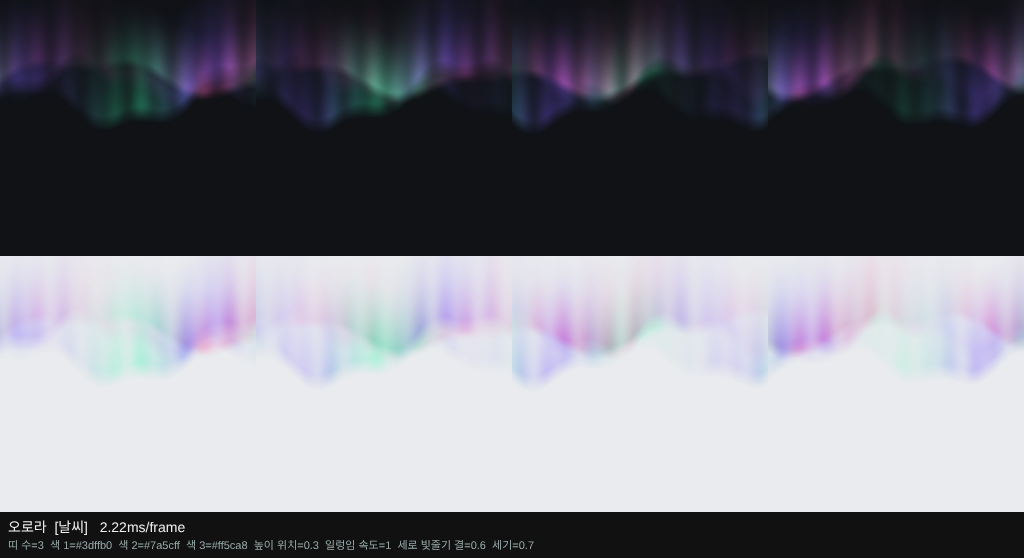 오로라 [날씨] 2.22ms/frame
띠 수=3 색 1=#3dffb0 색 2=#7a5cff 색 3=#ff5ca8 높이 위치=0.3 일렁임 속도=1 세로 빛줄기 결=0.6 세기=0.7